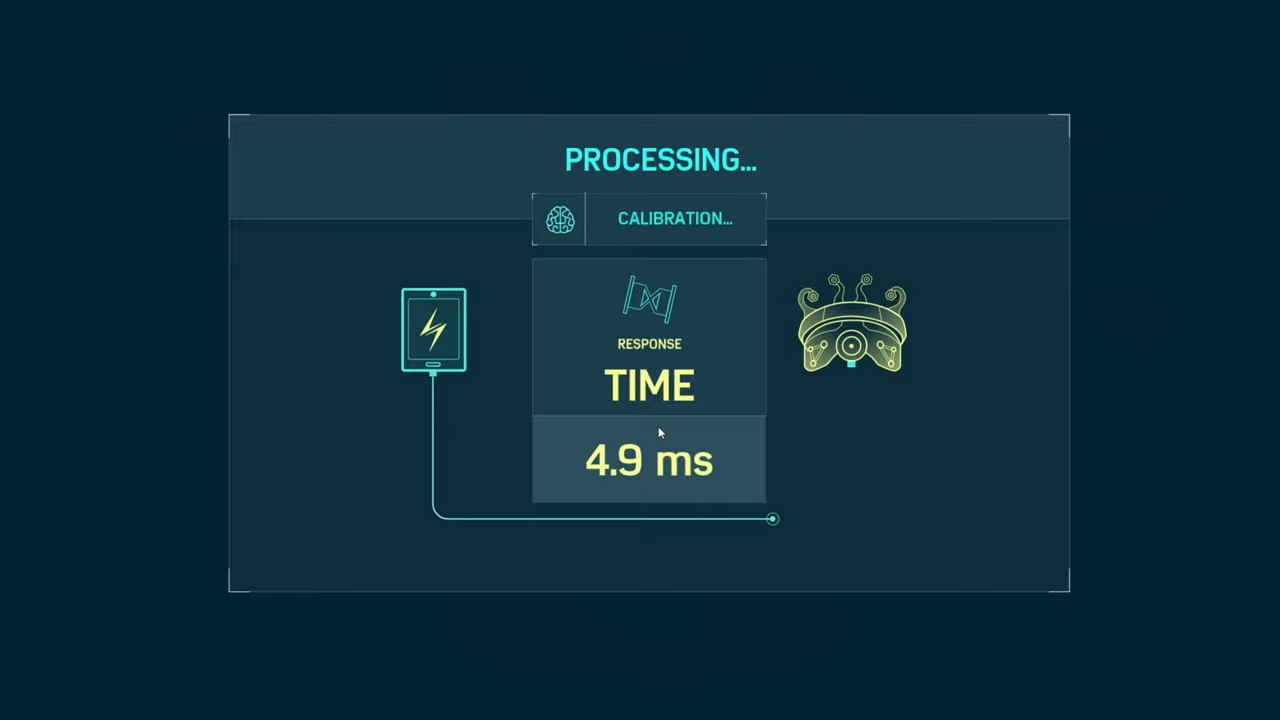 PROCESSING...
CALIBRATION...
RESPONSE
TIME
4.9 ms